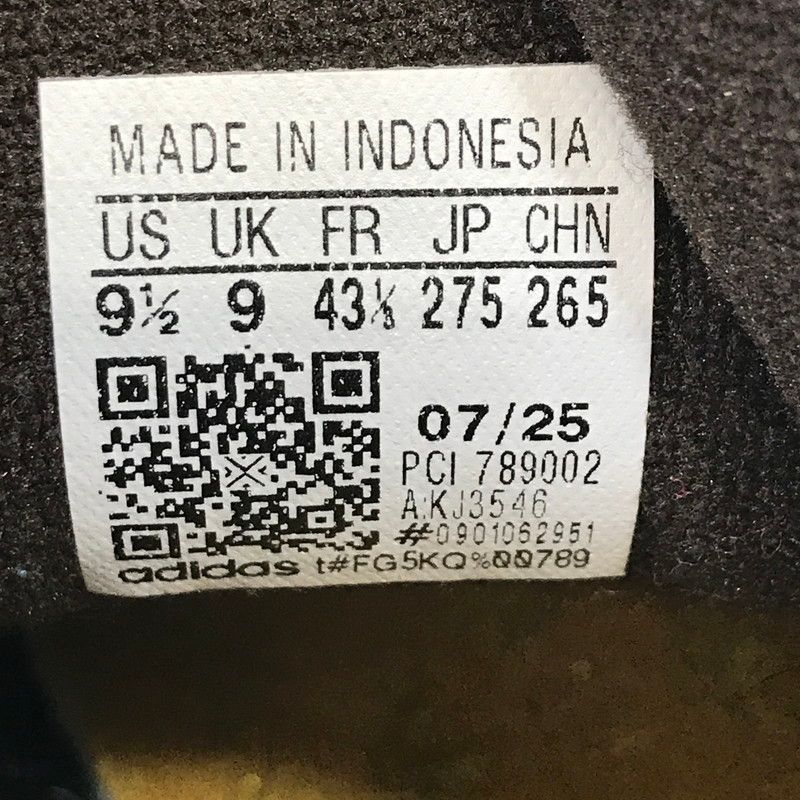 MADE IN INDONESIA
US UK FR JP CHN
9½ 9 43⅓ 275 265
07/25
PCI 789002
A:KJ3546
#0901062951
adidas t#FG5KQ%00789